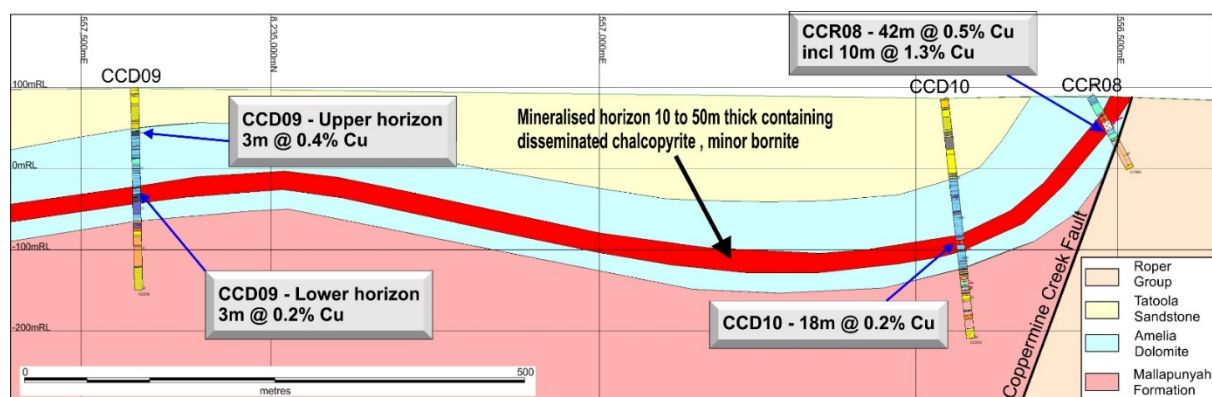 557,500mE
8,235,000mN
557,000mE
556,500mE
CCR08 - 42m @ 0.5% Cu
incl 10m @ 1.3% Cu
100mRL
CCD09
CCD10
CCR08
CCD09 - Upper horizon
3m @ 0.4% Cu
Mineralised horizon 10 to 50m thick containing
disseminated chalcopyrite , minor bornite
0mRL
-100mRL
CCD09 - Lower horizon
3m @ 0.2% Cu
CCD10 - 18m @ 0.2% Cu
Coppermine Creek Fault
-200mRL
Roper
Group
Tatoola
Sandstone
Amelia
Dolomite
Mallapunyah
Formation
0
500
metres